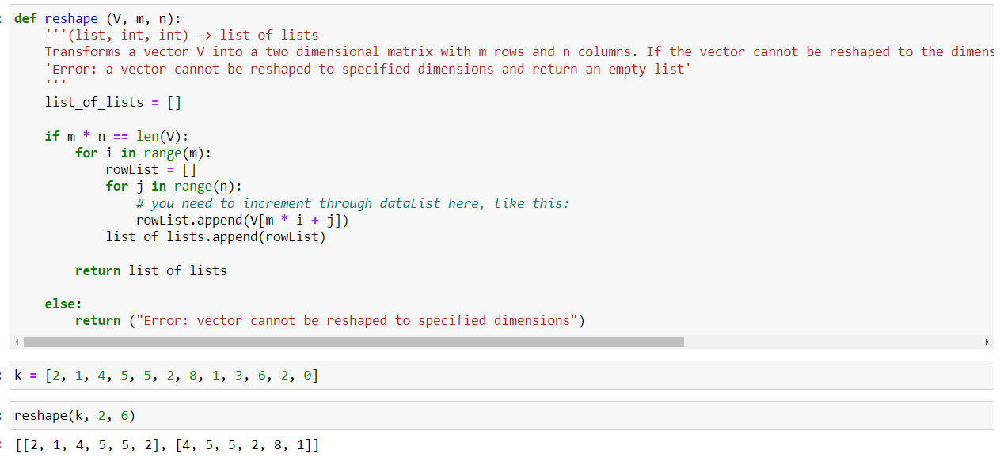 def reshape (V, m, n):
    '''(list, int, int) -> list of lists
    Transforms a vector V into a two dimensional matrix with m rows and n columns. If the vector cannot be reshaped to the dimens
    'Error: a vector cannot be reshaped to specified dimensions and return an empty list'
    '''
    list_of_lists = []
    if m * n == len(V):
        for i in range(m):
            rowList = []
            for j in range(n):
                # you need to increment through dataList here, like this:
                rowList.append(V[m * i + j])
            list_of_lists.append(rowList)
        return list_of_lists
    else:
        return ("Error: vector cannot be reshaped to specified dimensions")
k = [2, 1, 4, 5, 5, 2, 8, 1, 3, 6, 2, 0]
reshape(k, 2, 6)
[[2, 1, 4, 5, 5, 2], [4, 5, 5, 2, 8, 1]]